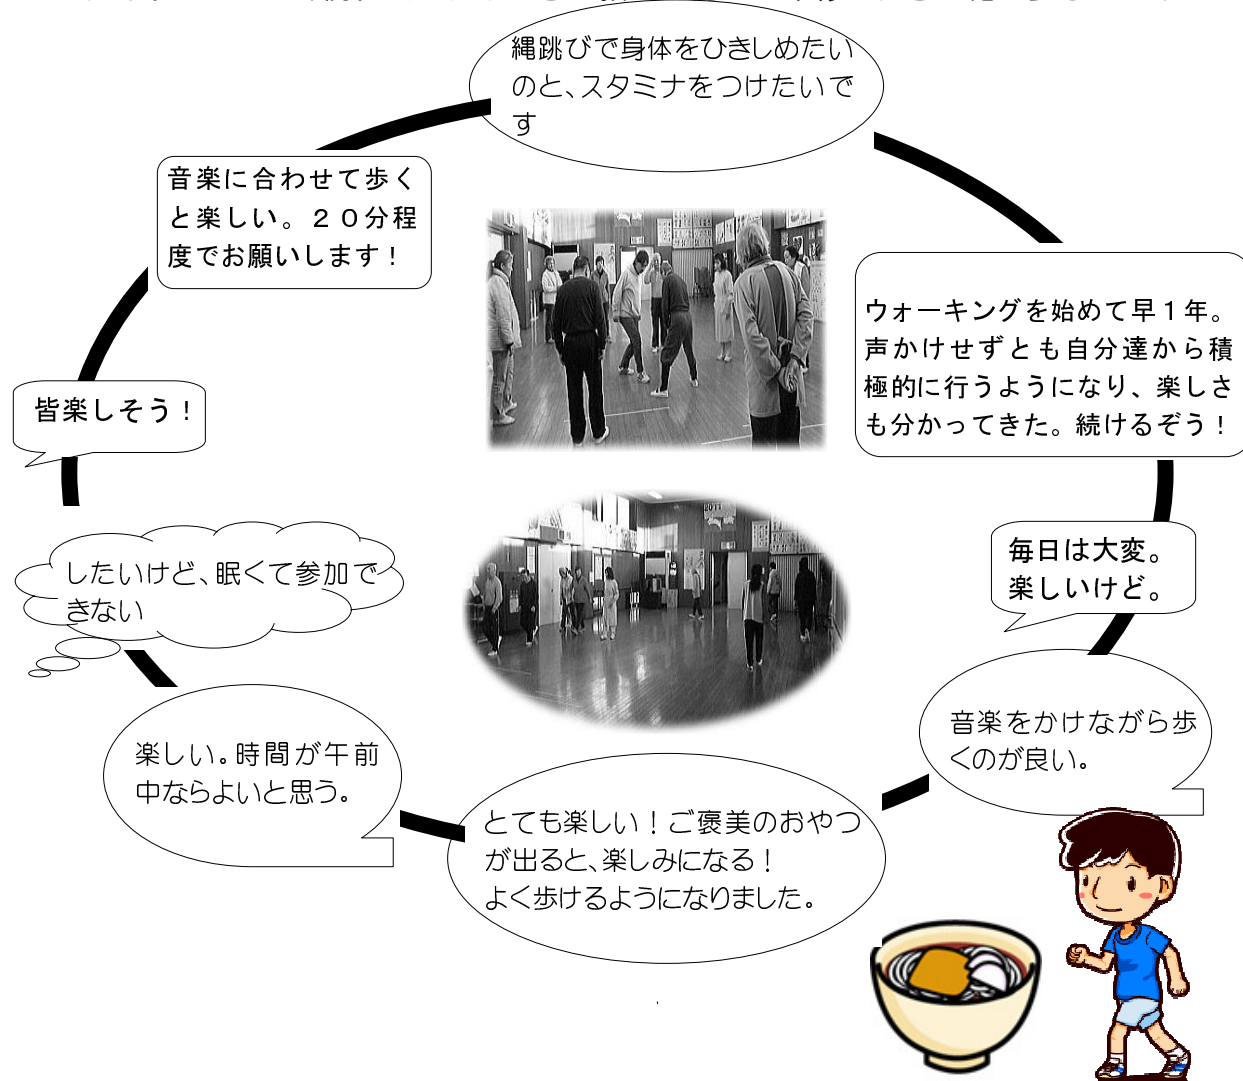 縄跳びで身体をひきしめたい
のと、スタミナをつけたいで
す
音楽に合わせて歩く
と楽しい。２０分程
度でお願いします！
ウォーキングを始めて早１年。
声かけせずとも自分達から積
極的に行うようになり、楽しさ
も分かってきた。続けるぞう！
皆楽しそう！
毎日は大変。
楽しいけど。
したいけど、眠くて参加で
きない
音楽をかけながら歩
くのが良い。
楽しい。時間が午前
中ならよいと思う。
とても楽しい！ご褒美のおやつ
が出ると、楽しみになる！
よく歩けるようになりました。
2011